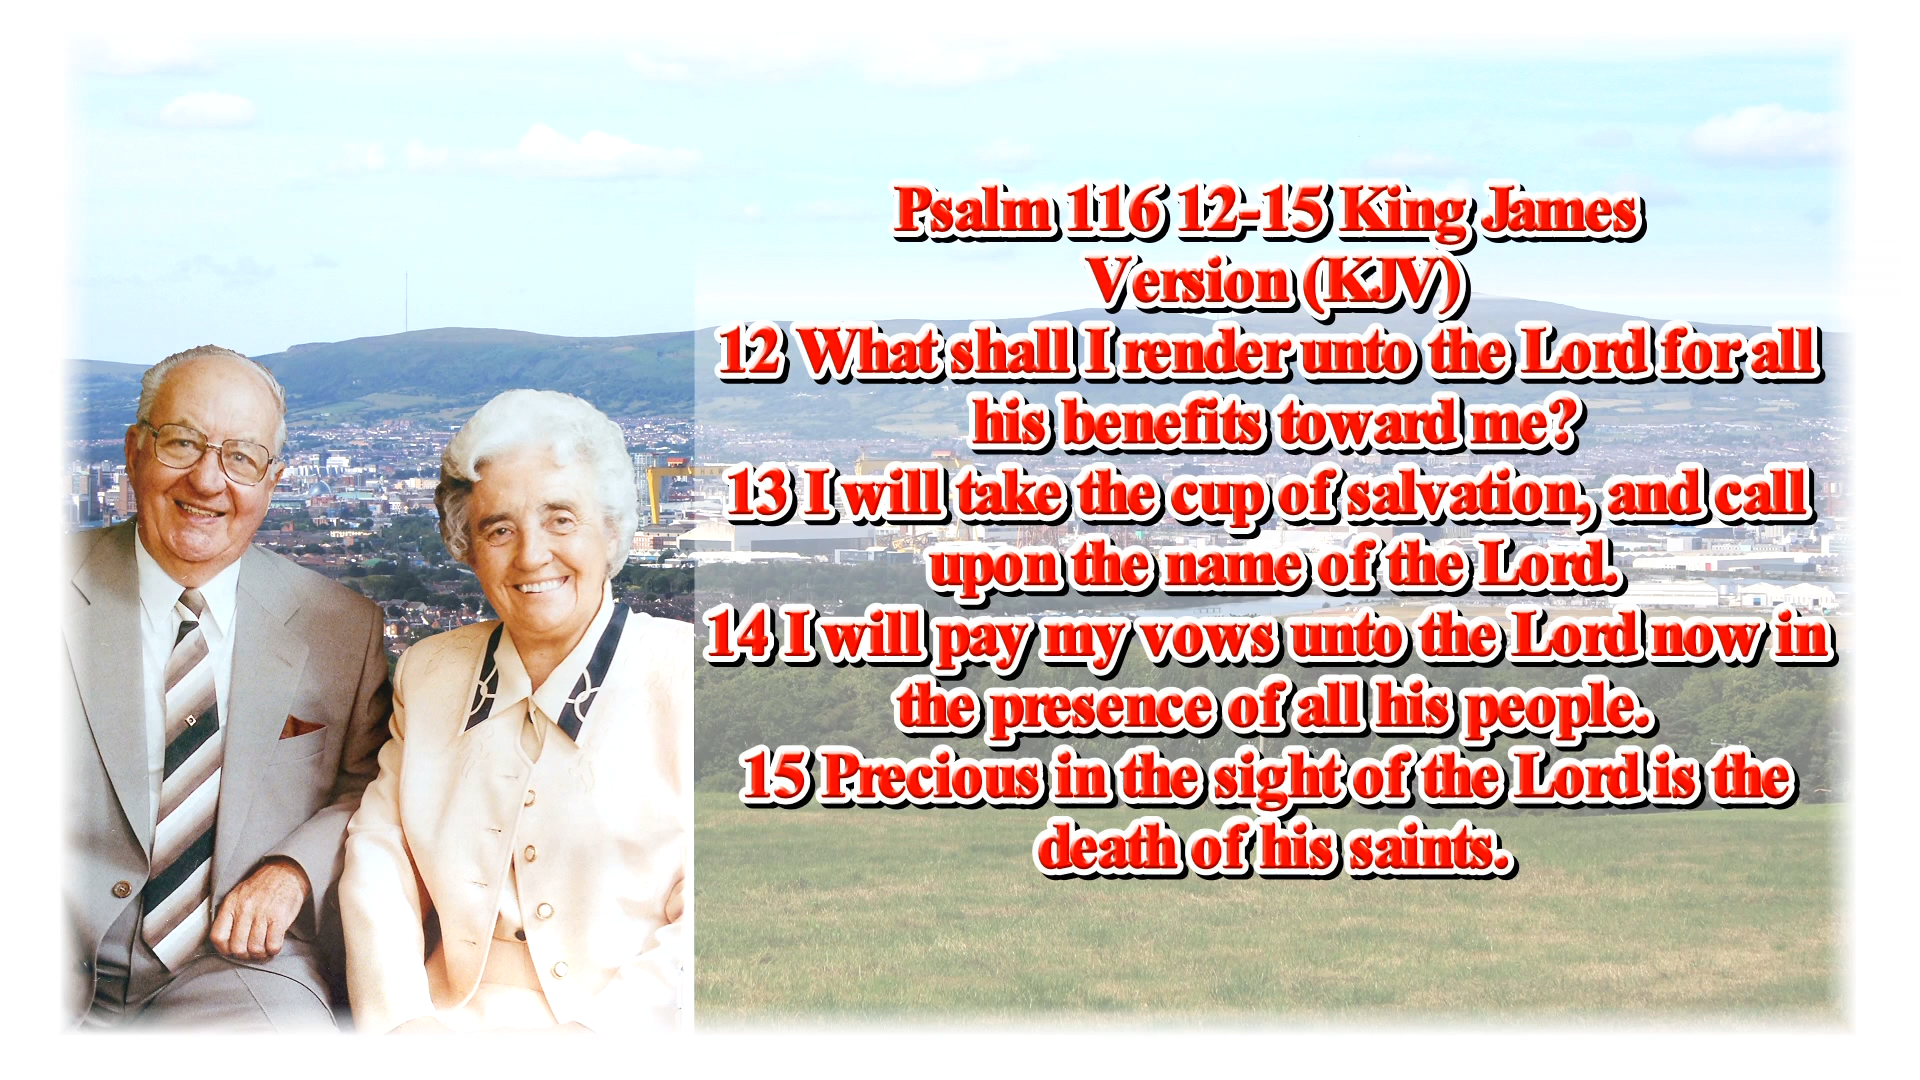 Psalm 116 12-15 King James
Version (KJV)
12 What shall I render unto the Lord for all
his benefits toward me?
13 I will take the cup of salvation, and call
upon the name of the Lord.
14 I will pay my vows unto the Lord now in
the presence of all his people.
15 Precious in the sight of the Lord is the
death of his saints.